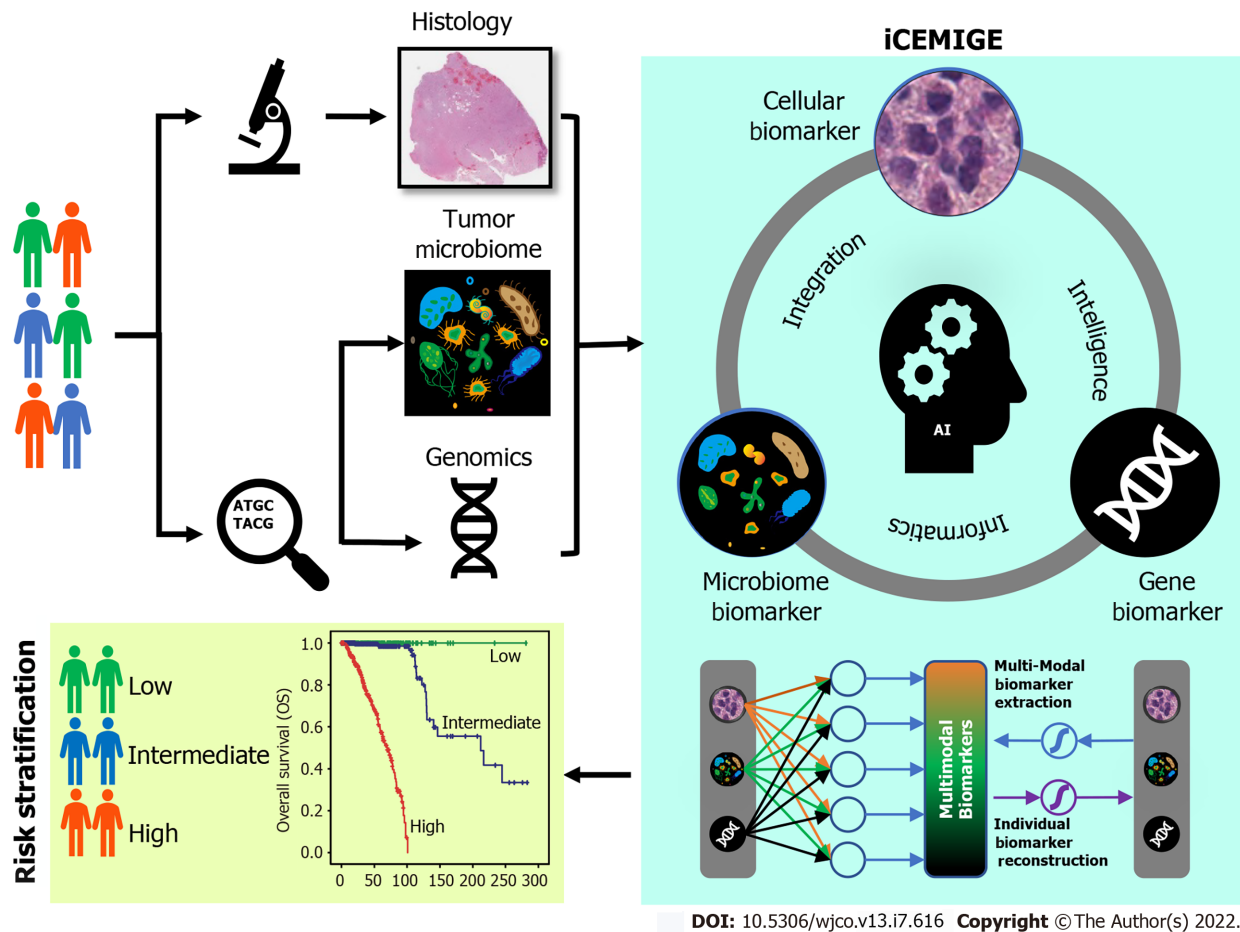 Histology
Tumor
microbiome
ATGC
TACG
Genomics
iCEMIGE
Cellular
biomarker
Integration
Intelligence
Informatics
AI
Microbiome
biomarker
Gene
biomarker
Multimodal
Biomarkers
Multi-Modal
biomarker
extraction
Individual
biomarker
reconstruction
Risk stratification
Low
Intermediate
High
Overall survival (OS)
1.0
0.8
0.6
0.4
0.2
0.0
Low
Intermediate
High
0 50 100 150 200 250 300
DOI: 10.5306/wjco.v13.i7.616 Copyright © The Author(s) 2022.